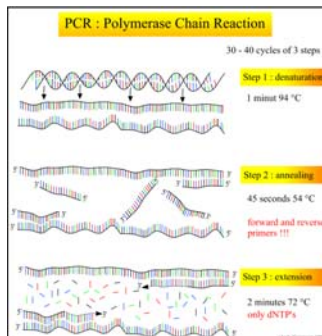 PCR : Polymerase Chain Reaction
30 - 40 cycles of 3 steps
Step 1 : denaturation
1 minut 94 °C
Step 2 : annealing
45 seconds 54 °C
forward and reverse
primers !!!
Step 3 : extension
2 minutes 72 °C
only dNTP's